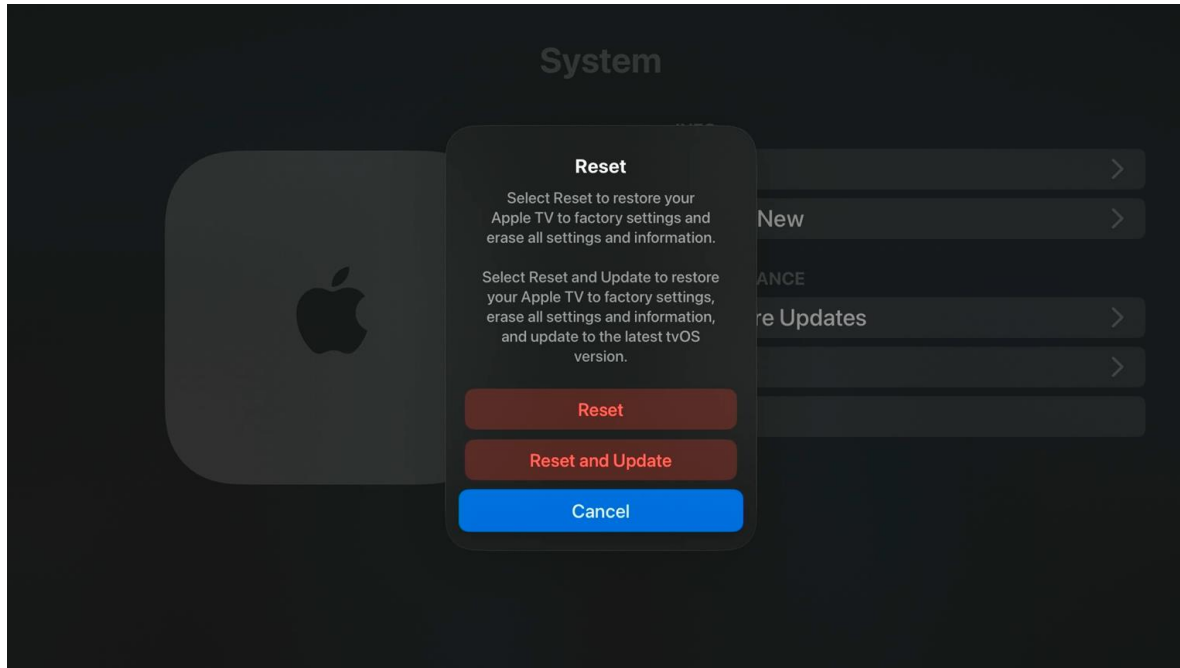 System
Reset
Select Reset to restore your
Apple TV to factory settings and
erase all settings and information.
Select Reset and Update to restore
your Apple TV to factory settings,
erase all settings and information,
and update to the latest tvOS
version.
Reset
Reset and Update
Cancel
New
ANCE
re Updates